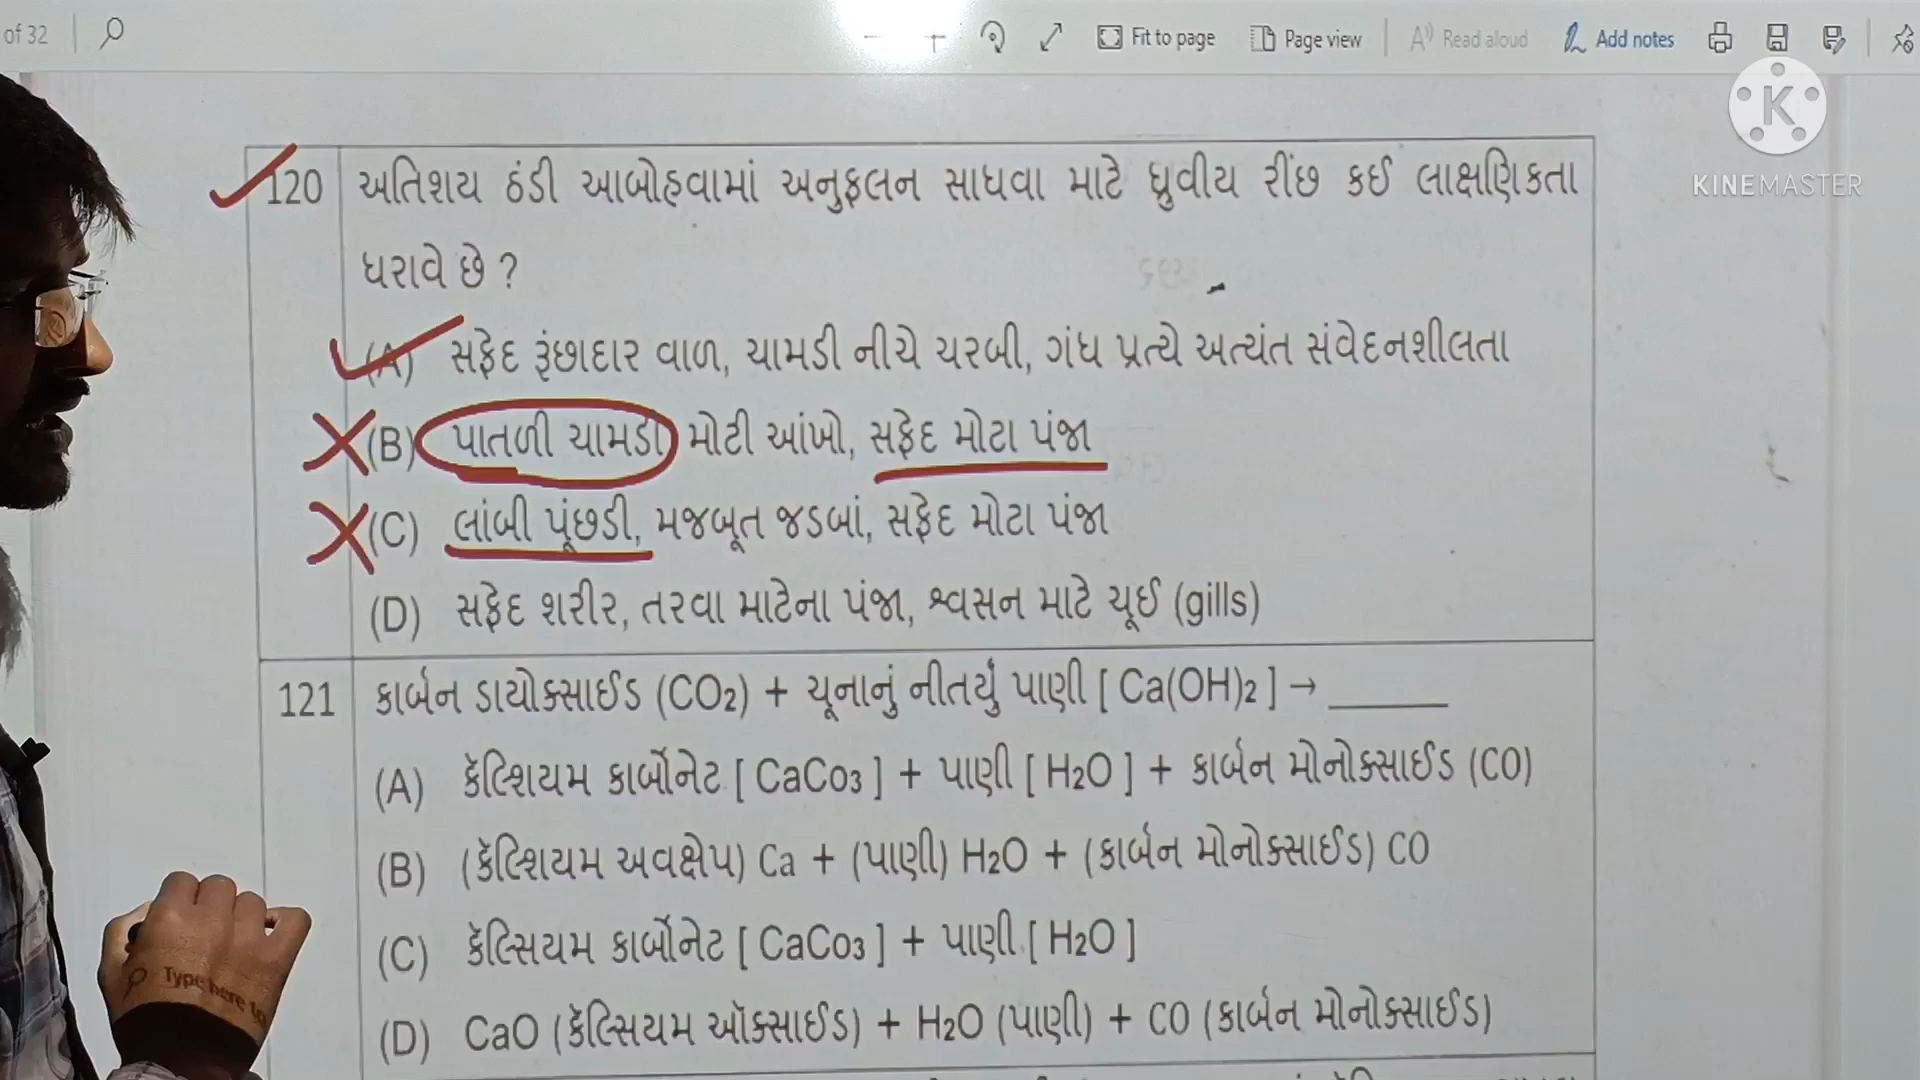 of 32
Fit to page
Page view
Read aloud
Add notes
K
KINEMASTER
120 અતિશય ઠંડી આબોહવામાં અનુકૂલન સાધવા માટે ધ્રુવીય રીંછ કઈ લાક્ષણિકતા
ધરાવે છે ?
(A) સફેદ રૂંછાદાર વાળ, ચામડી નીચે ચરબી, ગંધ પ્રત્યે અત્યંત સંવેદનશીલતા
(B) પાતળી ચામડી મોટી આંખો, સફેદ મોટા પંજા
(C) લાંબી પૂંછડી, મજબૂત જડબાં, સફેદ મોટા પંજા
(D) સફેદ શરીર, તરવા માટેના પંજા, શ્વસન માટે ચૂઈ (gills)
121 કાર્બન ડાયોક્સાઈડ (CO₂) + ચૂનાનું નીતર્યું પાણી [ Ca(OH)₂ ] → ______
(A) કૅલ્શિયમ કાર્બોનેટ [ CaCo₃ ] + પાણી [ H₂O ] + કાર્બન મોનોક્સાઈડ (CO)
(B) (કૅલ્શિયમ અવક્ષેપ) Ca + (પાણી) H₂O + (કાર્બન મોનોક્સાઈડ) CO
(C) કૅલ્સિયમ કાર્બોનેટ [ CaCo₃ ] + પાણી [ H₂O ]
(D) CaO (કૅલ્સિયમ ઑક્સાઈડ) + H₂O (પાણી) + CO (કાર્બન મોનોક્સાઈડ)
Type here to